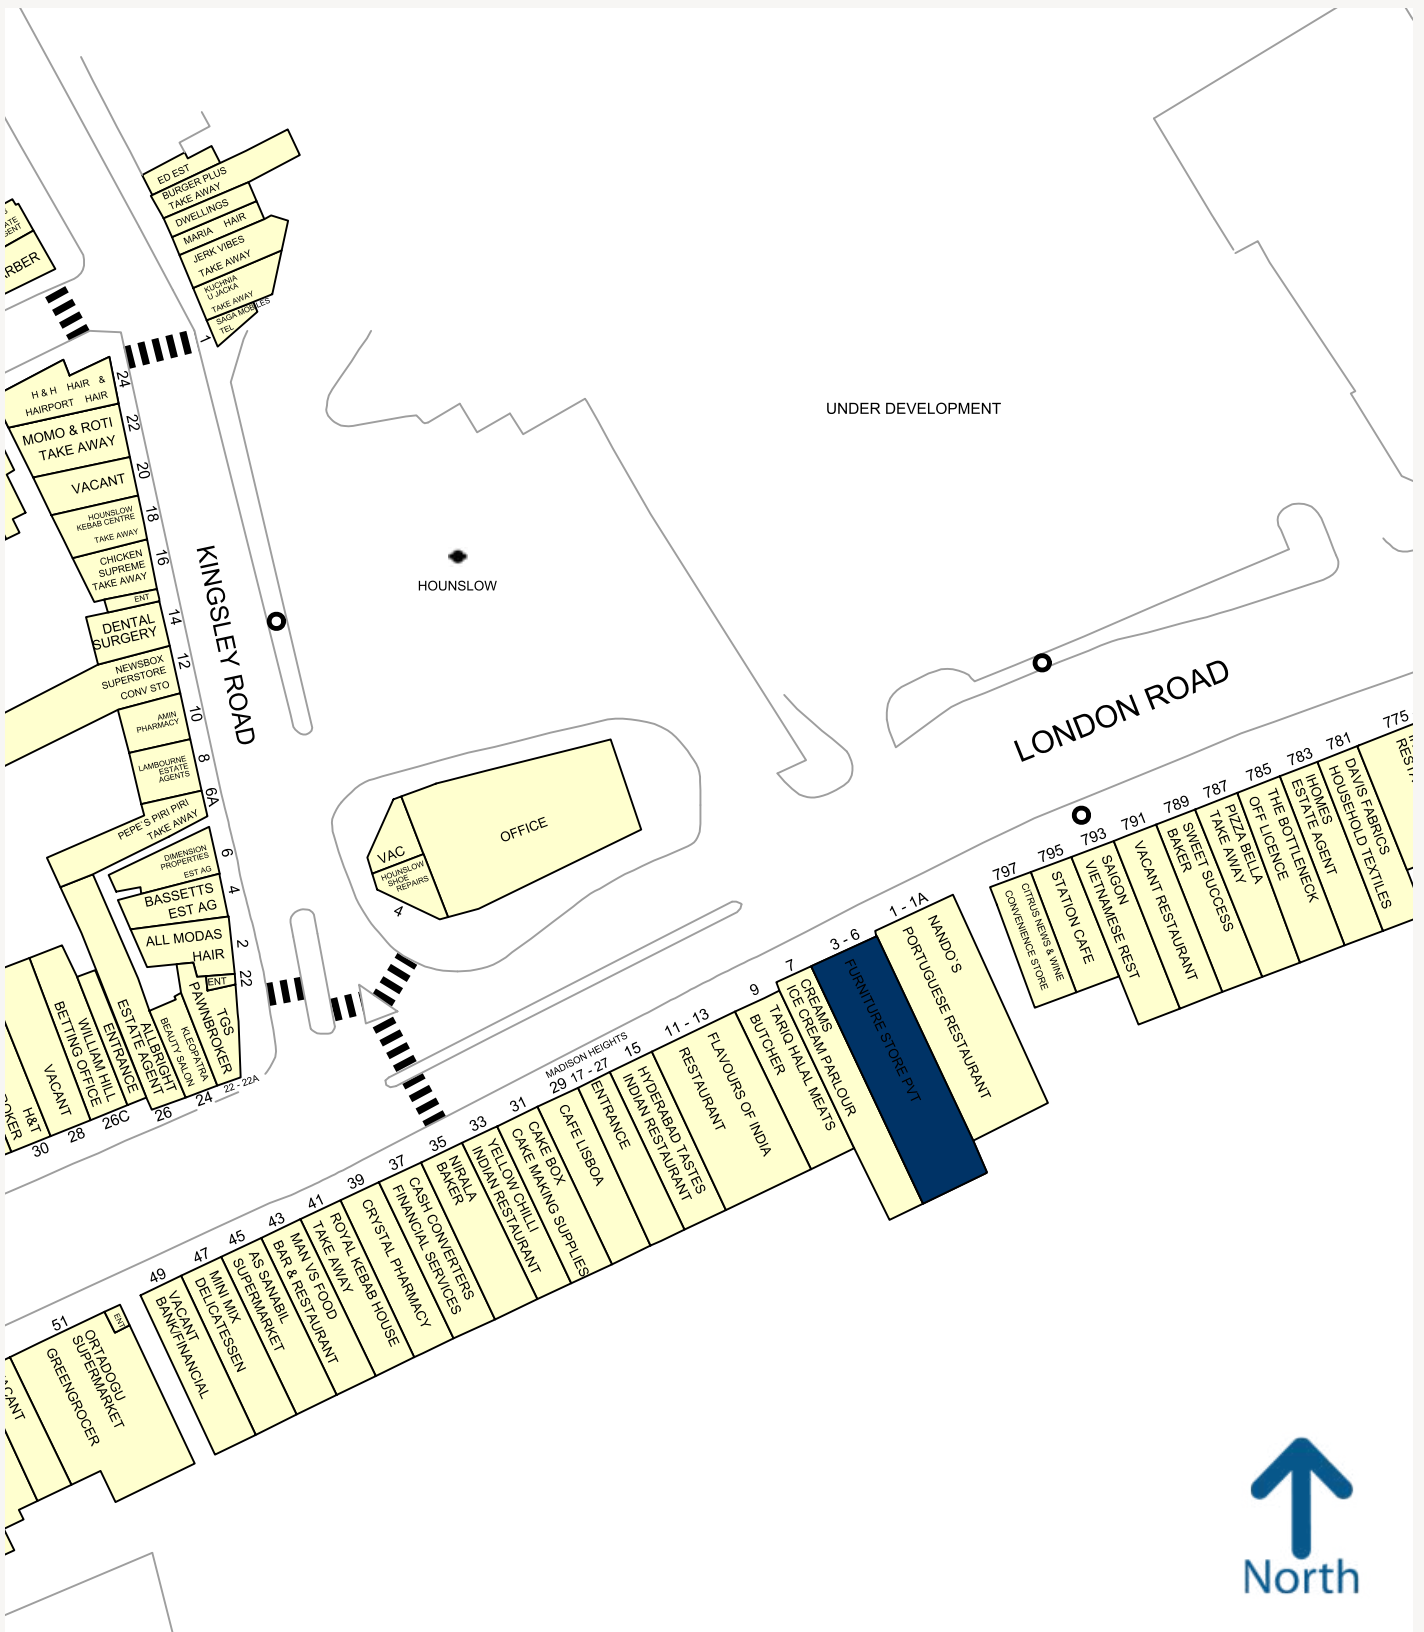 ED EST
BURGER PLUS
TAKE AWAY
DWELLINGS
MARIA HAIR
JERK VIBES
TAKE AWAY
KUCHNIA
U JACKA
TAKE AWAY
SAGA MOBILES
TEL
1
24
H & H HAIR &
HAIRPORT HAIR
22
MOMO & ROTI
TAKE AWAY
20
VACANT
18
HOUNSLOW
KEBAB CENTRE
TAKE AWAY
16
CHICKEN
SUPREME
TAKE AWAY
ENT
14
DENTAL
SURGERY
12
NEWSBOX
SUPERSTORE
CONV STO
10
AMIN
PHARMACY
8
LAMBOURNE
ESTATE
AGENTS
6A
PEPE'S PIRI PIRI
TAKE AWAY
6
DIMENSION
PROPERTIES
EST AG
4
BASSETTS
EST AG
2
ALL MODAS
HAIR
22
ENT
TGS
PAWNBROKER
22 - 22A
KLEOPATRA
BEAUTY SALON
24
ALLBRIGHT
ESTATE AGENT
26
ENTRANCE
26C
WILLIAM HILL
BETTING OFFICE
28
VACANT
30
H&T
KINGSLEY ROAD
HOUNSLOW
UNDER DEVELOPMENT
LONDON ROAD
VAC
HOUNSLOW
SHOE
REPAIRS
4
OFFICE
775
781
DAVIS FABRICS
HOUSEHOLD TEXTILES
783
IHOMES
ESTATE AGENT
785
THE BOTTLENECK
OFF LICENCE
787
PIZZA BELLA
TAKE AWAY
789
SWEET SUCCESS
BAKER
791
VACANT RESTAURANT
793
SAIGON
VIETNAMESE REST
795
STATION CAFE
797
CITRUS NEWS & WINE
CONVENIENCE STORE
1 - 1A
NANDO'S
PORTUGUESE RESTAURANT
3 - 6
FURNITURE STORE PVT
7
CREAMS
ICE CREAM PARLOUR
9
TARIQ HALAL MEATS
BUTCHER
11 - 13
FLAVOURS OF INDIA
RESTAURANT
15
HYDERABAD TASTES
INDIAN RESTAURANT
MADISON HEIGHTS
17 - 27
ENTRANCE
29
CAFE LISBOA
31
CAKE BOX
CAKE MAKING SUPPLIES
33
YELLOW CHILLI
INDIAN RESTAURANT
35
NIRALA
BAKER
37
CASH CONVERTERS
FINANCIAL SERVICES
39
CRYSTAL PHARMACY
41
ROYAL KEBAB HOUSE
TAKE AWAY
43
MAN VS FOOD
BAR & RESTAURANT
45
AS SANABIL
SUPERMARKET
47
MINI MIX
DELICATESSEN
49
VACANT
BANK/FINANCIAL
51
ENT
ORTADOGU
SUPERMARKET
GREENGROCER
North